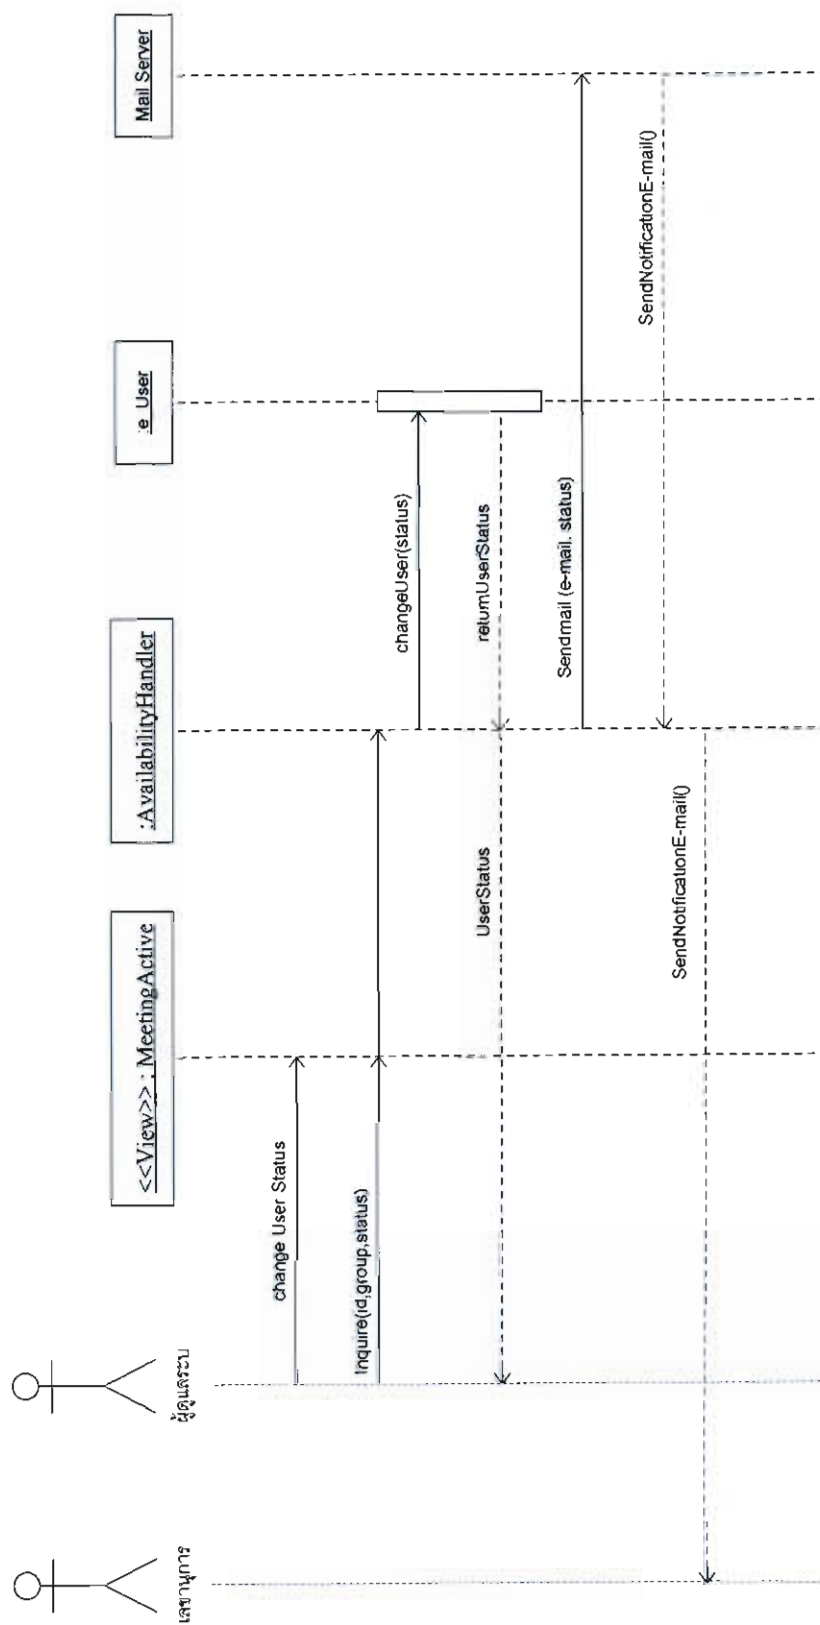 เลขานุการ
ผู้ดูแลระบ
<<View>> : MeetingActive
:AvailabilityHandler
:e_User
Mail Server
change User Status
Inquire(id,group,status)
changeUser(status)
returnUserStatus
UserStatus
Sendmail (e-mail, status)
SendNotificationE-mail()
SendNotificationE-mail()